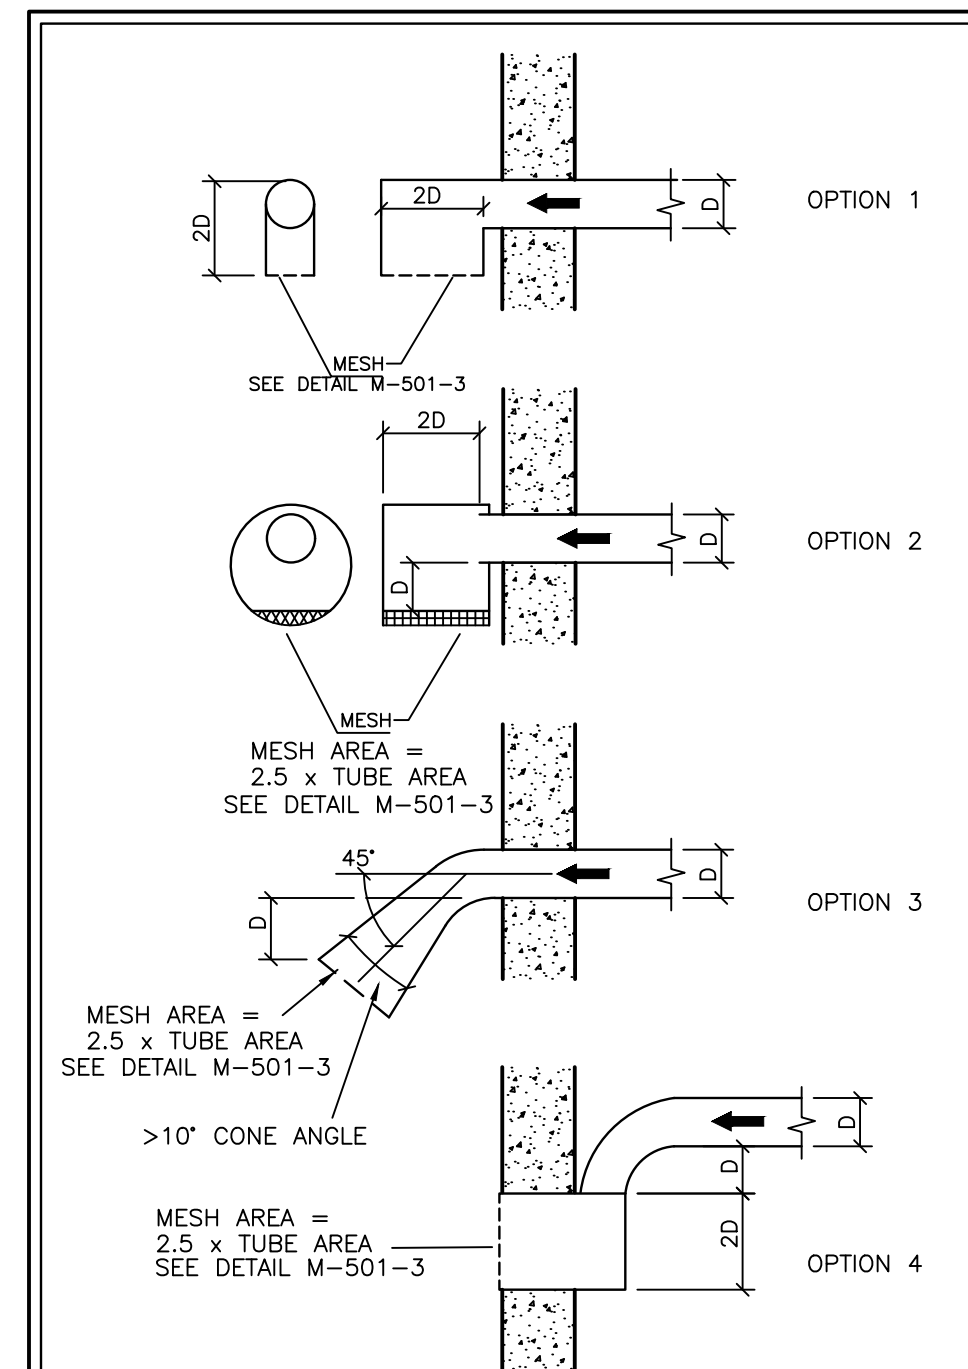 OPTION 1
2D
2D
D
MESH
SEE DETAIL M-501-3
2D
OPTION 2
D
D
MESH
MESH AREA =
2.5 x TUBE AREA
SEE DETAIL M-501-3
45°
D
D
OPTION 3
MESH AREA =
2.5 x TUBE AREA
SEE DETAIL M-501-3
>10° CONE ANGLE
D
D
2D
MESH AREA =
2.5 x TUBE AREA
SEE DETAIL M-501-3
OPTION 4